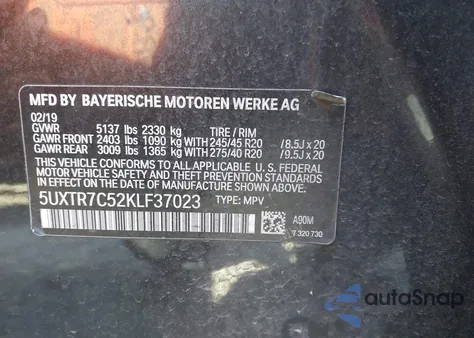 MFD BY BAYERISCHE MOTOREN WERKE AG
02/19
GVWR 5137 lbs 2330 kg TIRE / RIM
GAWR FRONT 2403 lbs 1090 kg WITH 245/45 R20 /8.5J x 20
GAWR REAR 3009 lbs 1365 kg WITH 275/40 R20 /9.5J x 20
THIS VEHICLE CONFORMS TO ALL APPLICABLE
U.S. FEDERAL MOTOR VEHICLE SAFETY STANDARDS
IN EFFECT ON THE DATE OF MANUFACTURE SHOWN ABOVE.
5UXTR7C52KLF37023 TYPE: MPV
A90M
7 320 730
autoSnap